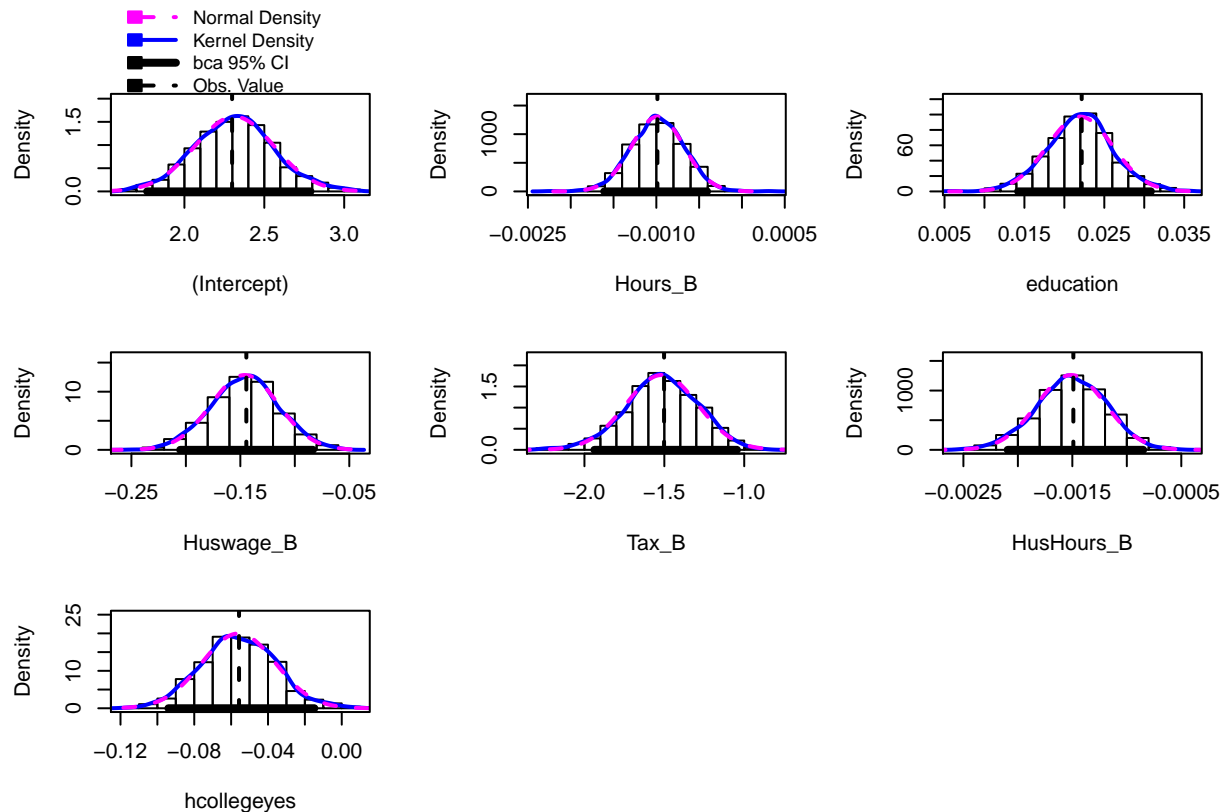 Normal Density
Kernel Density
bca 95% CI
Obs. Value
Density
0.0 1.5
2.0 2.5 3.0
(Intercept)
Density
0 1000
−0.0025 −0.0010 0.0005
Hours_B
Density
0 60
0.005 0.015 0.025 0.035
education
Density
0 10
−0.25 −0.15 −0.05
Huswage_B
Density
0.0 1.5
−2.0 −1.5 −1.0
Tax_B
Density
0 1000
−0.0025 −0.0015 −0.0005
HusHours_B
Density
0 10 25
−0.12 −0.08 −0.04 0.00
hcollegeyes